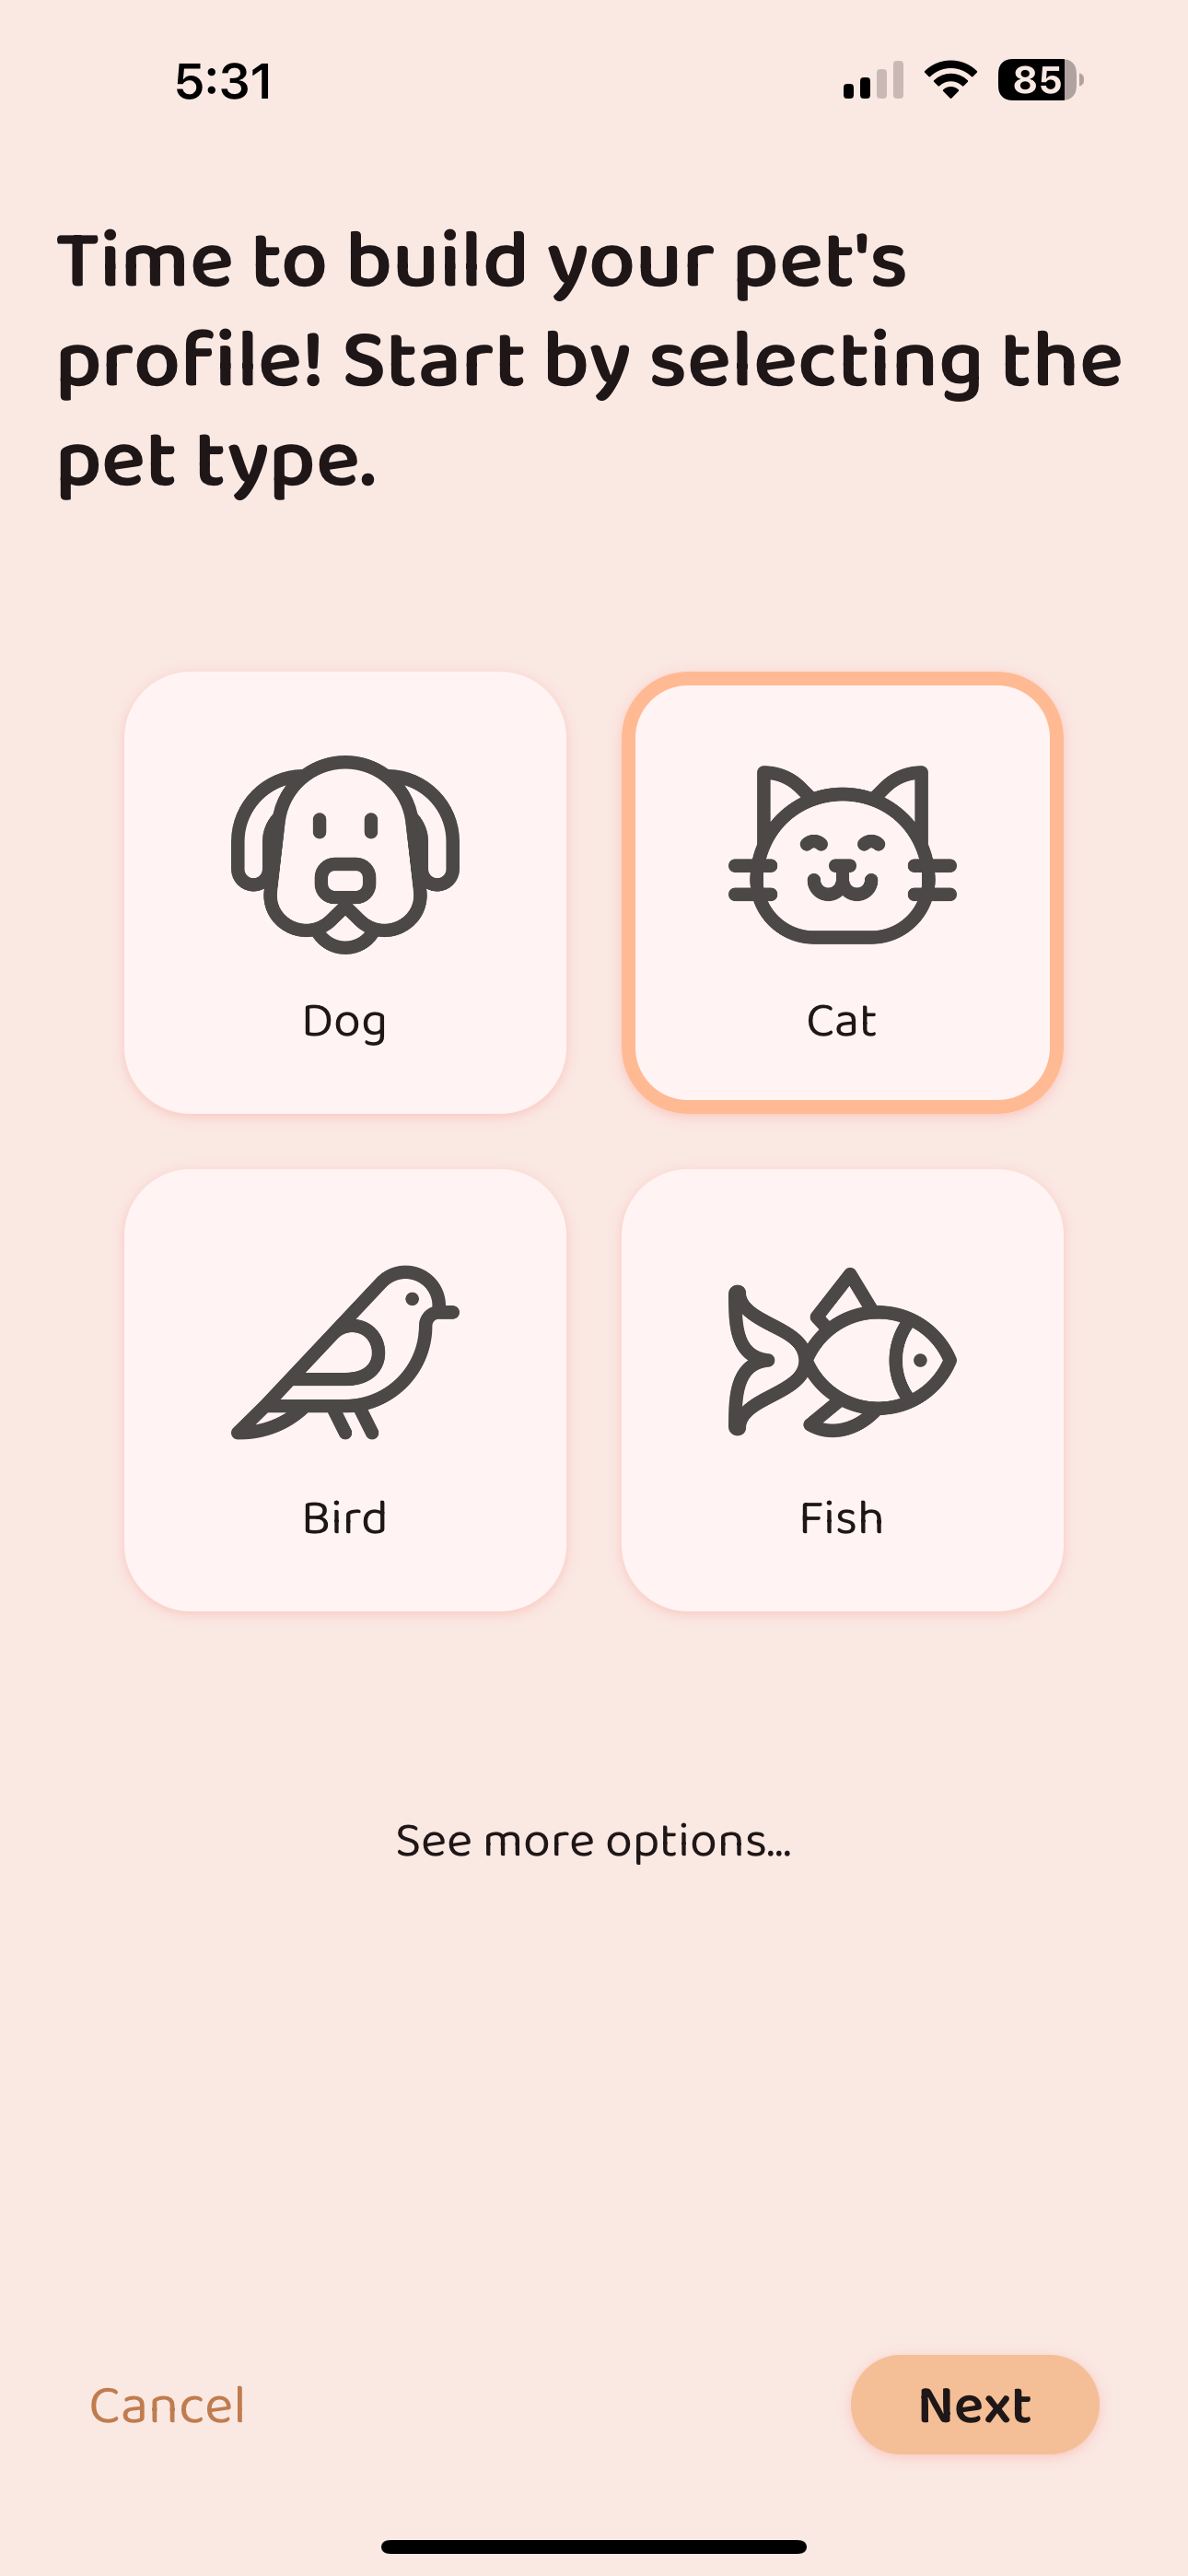 5:31
85
Time to build your pet's
profile! Start by selecting the
pet type.
Dog
Cat
Bird
Fish
See more options...
Cancel
Next